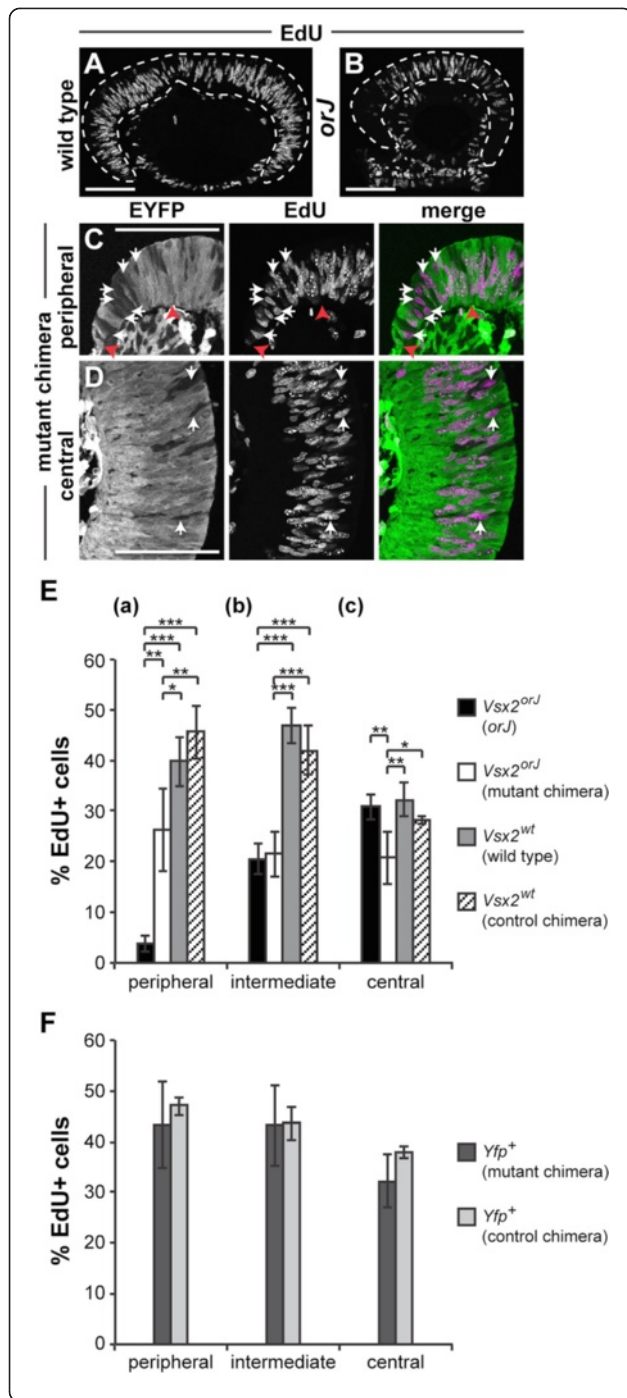 EdU
A
B
wild type
orJ
EYFP
EdU
merge
mutant chimera
peripheral
C
central
D
E
(a)
(b)
(c)
***
***
***
***
**
**
***
**
*
*
***
**
60
50
40
30
20
10
0
% EdU+ cells
peripheral
intermediate
central
Vsx2orJ
(orJ)
Vsx2orJ
(mutant chimera)
Vsx2wt
(wild type)
Vsx2wt
(control chimera)
F
60
50
40
30
20
10
0
% EdU+ cells
peripheral
intermediate
central
Yfp+
(mutant chimera)
Yfp+
(control chimera)